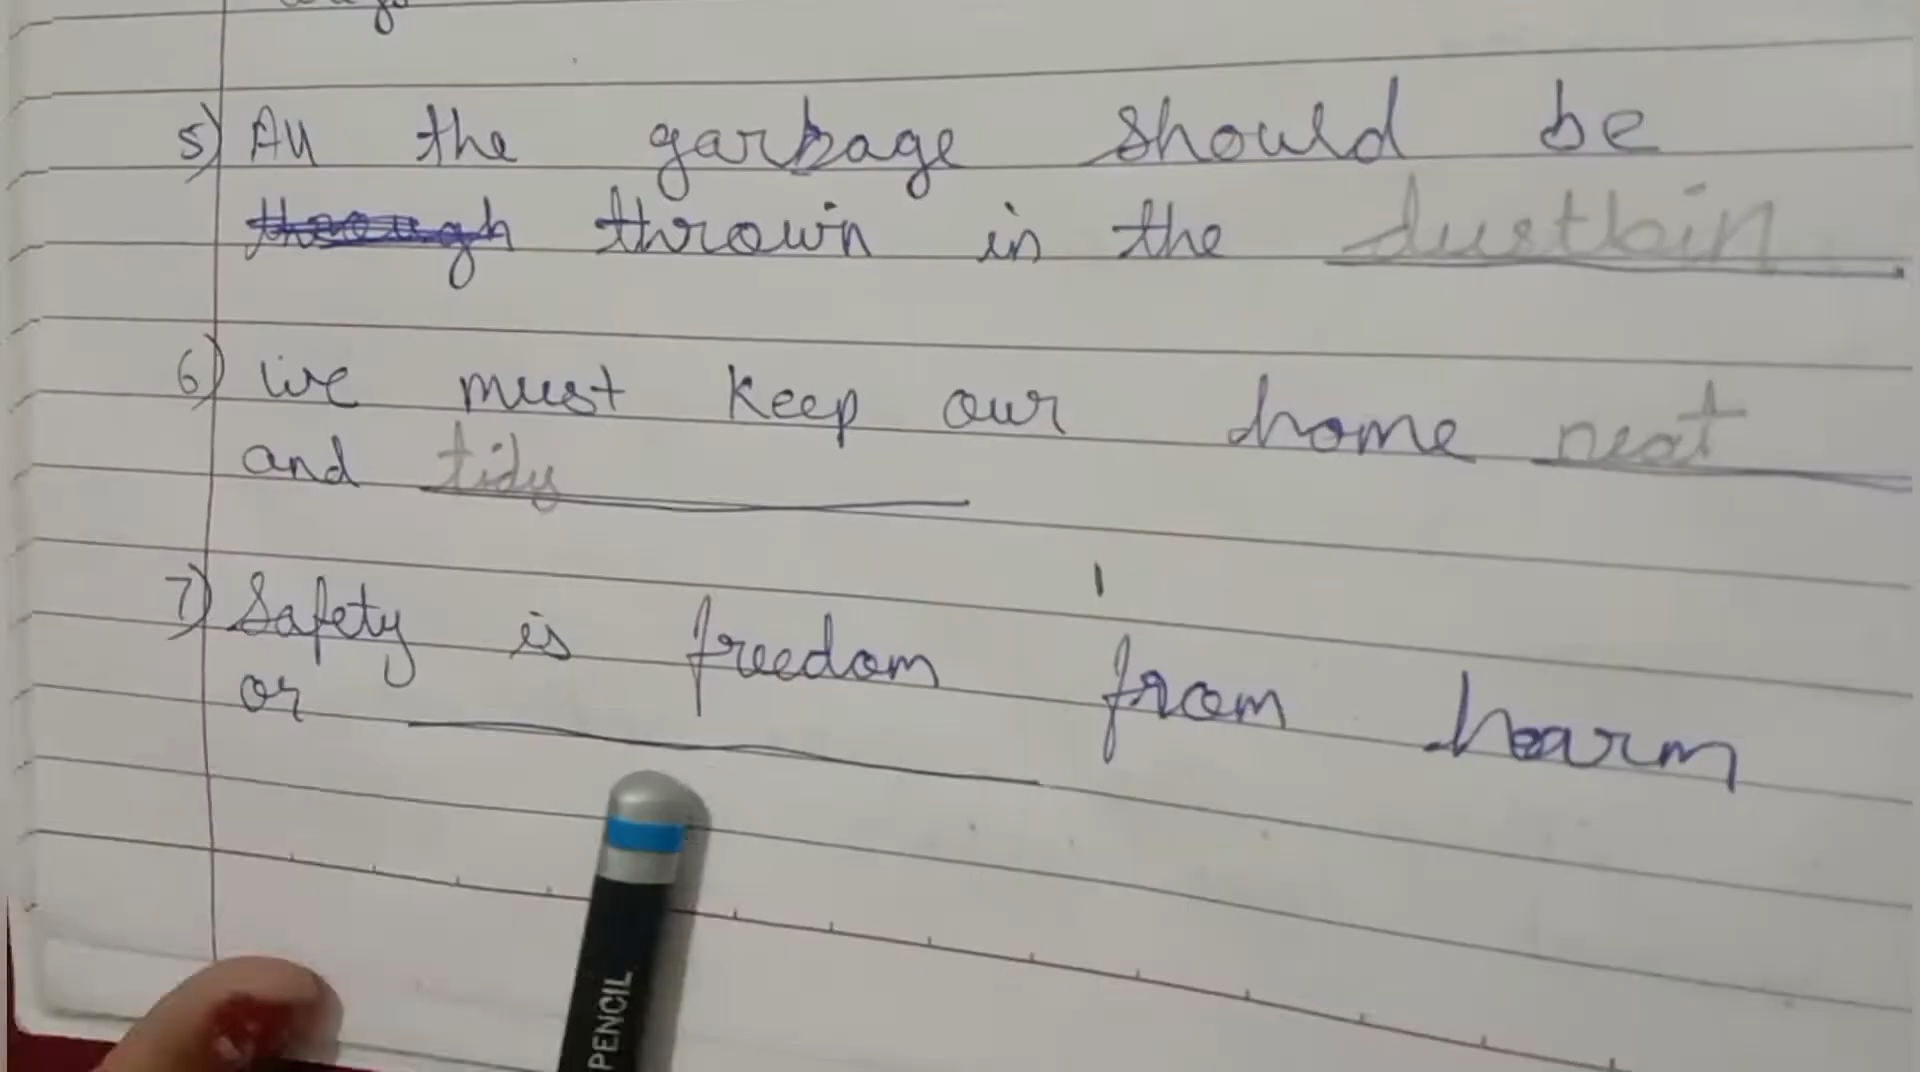 5) All the garbage should be
though thrown in the dustbin.
6) we must keep our home neat
and tidy
7) Safety is freedom from harm
or
PENCIL